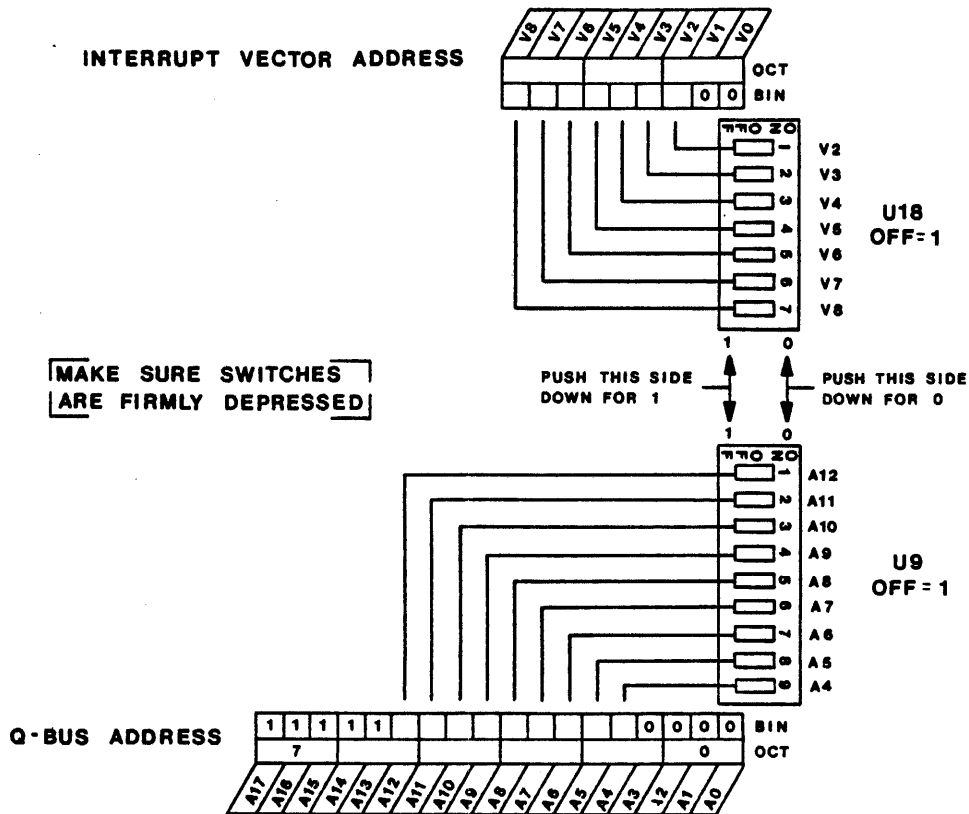 V8 V7 V6 V5 V4 V3 V2 V1 V0
INTERRUPT VECTOR ADDRESS
OCT
0 0 BIN
ON OFF
1 V2
2 V3
3 V4
4 V5
5 V6
6 V7
7 V8
U18
OFF=1
1 0
MAKE SURE SWITCHES
ARE FIRMLY DEPRESSED
PUSH THIS SIDE
DOWN FOR 1
PUSH THIS SIDE
DOWN FOR 0
1 0
ON OFF
1 A12
2 A11
3 A10
4 A9
5 A8
6 A7
7 A6
8 A5
9 A4
U9
OFF=1
Q-BUS ADDRESS
1 1 1 1 1 0 0 0 0 BIN
7 0 OCT
A17 A16 A15 A14 A13 A12 A11 A10 A9 A8 A7 A6 A5 A4 A3 A2 A1 A0